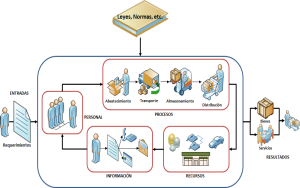 Leyes, Normas, etc.
ENTRADAS
Requerimientos
PERSONAL
Abastecimiento
Transporte
Almacenamiento
Distribución
PROCESOS
INFORMACIÓN
RECURSOS
Bienes
Servicios
RESULTADOS